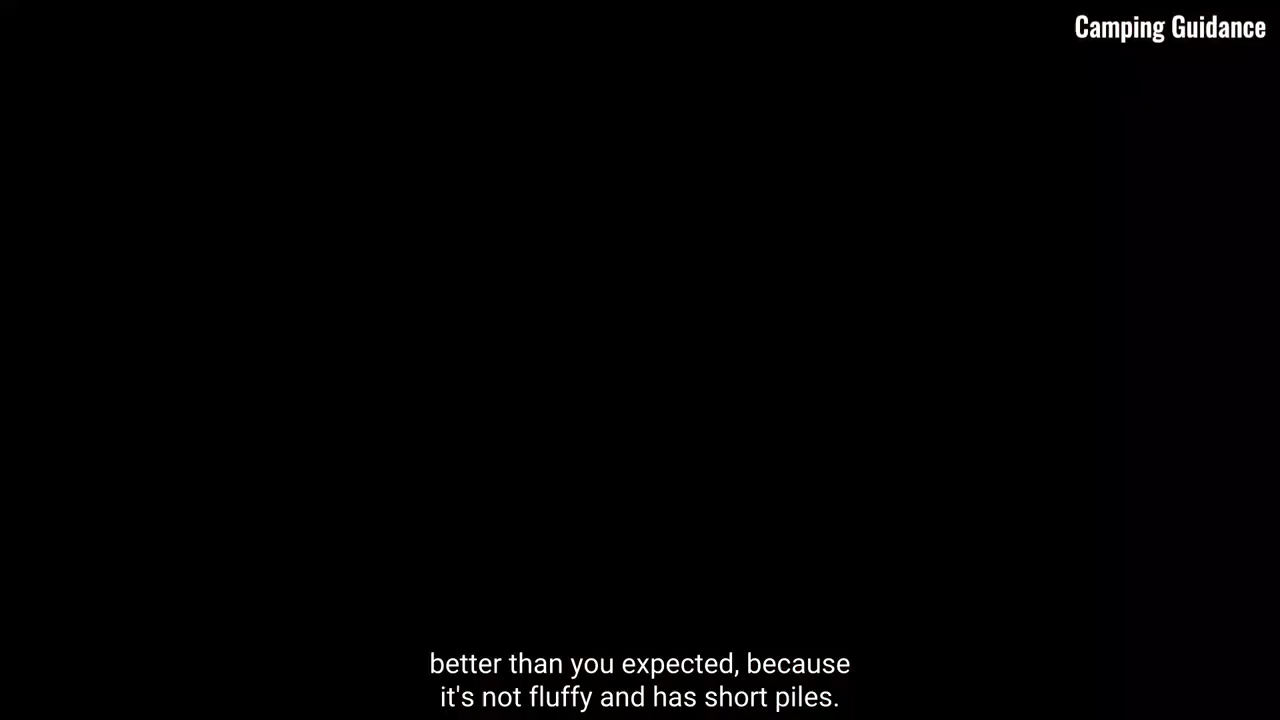 Camping Guidance
better than you expected, because
it's not fluffy and has short piles.